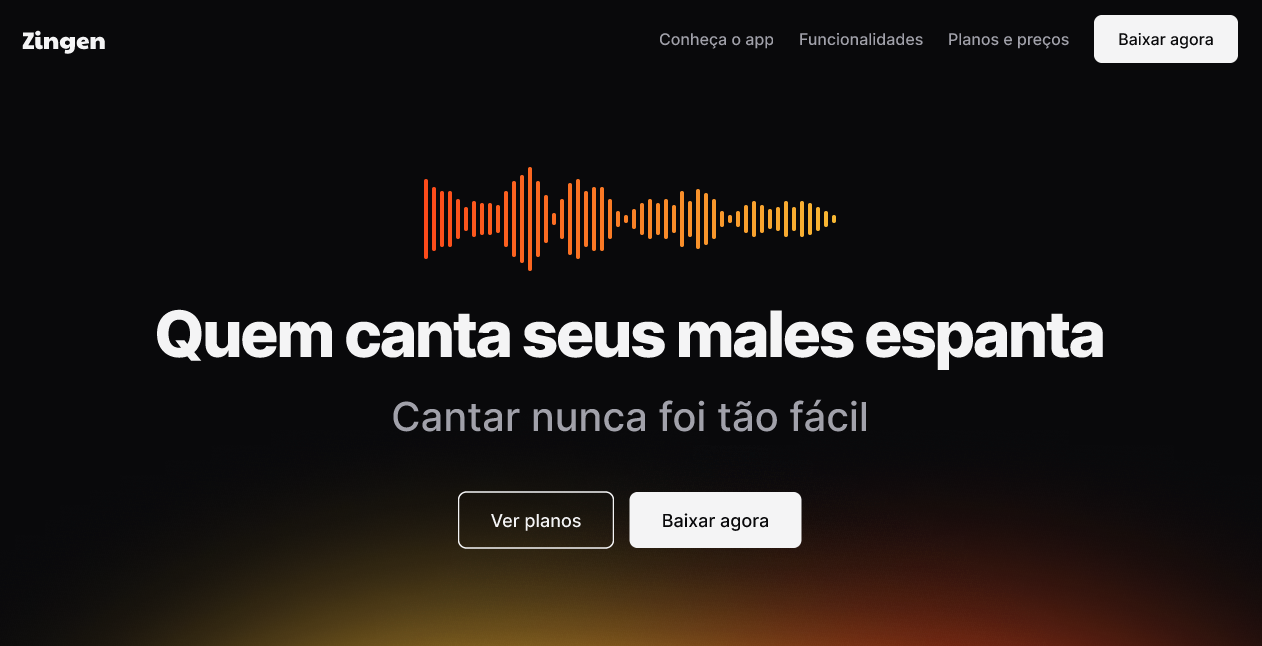 Zingen
Conheça o app
Funcionalidades
Planos e preços
Baixar agora
Quem canta seus males espanta
Cantar nunca foi tão fácil
Ver planos
Baixar agora